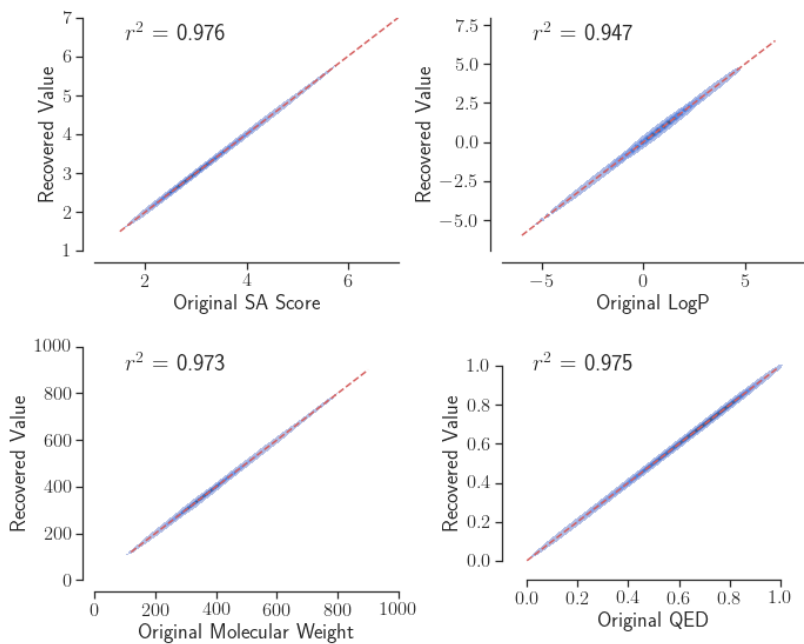 r² = 0.976
7
6
5
4
3
2
1
Recovered Value
2 4 6
Original SA Score
r² = 0.947
7.5
5.0
2.5
0.0
−2.5
−5.0
Recovered Value
−5 0 5
Original LogP
r² = 0.973
1000
800
600
400
200
0
Recovered Value
0 200 400 600 800 1000
Original Molecular Weight
r² = 0.975
1.0
0.8
0.6
0.4
0.2
0.0
Recovered Value
0.0 0.2 0.4 0.6 0.8 1.0
Original QED